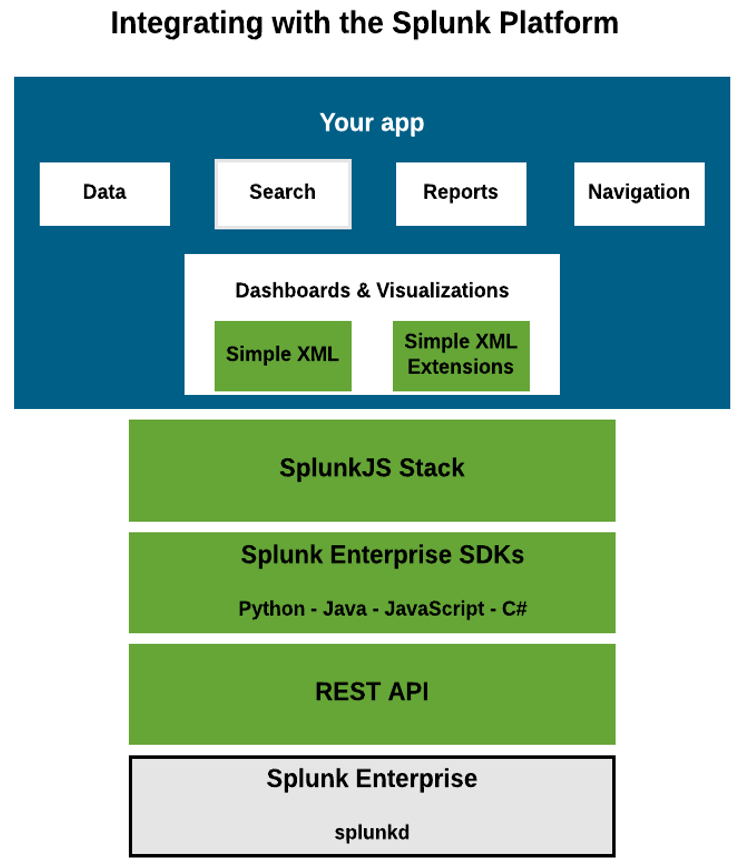 Integrating with the Splunk Platform
Your app
Data
Search
Reports
Navigation
Dashboards & Visualizations
Simple XML
Simple XML
Extensions
SplunkJS Stack
Splunk Enterprise SDKs
Python - Java - JavaScript - C#
REST API
Splunk Enterprise
splunkd